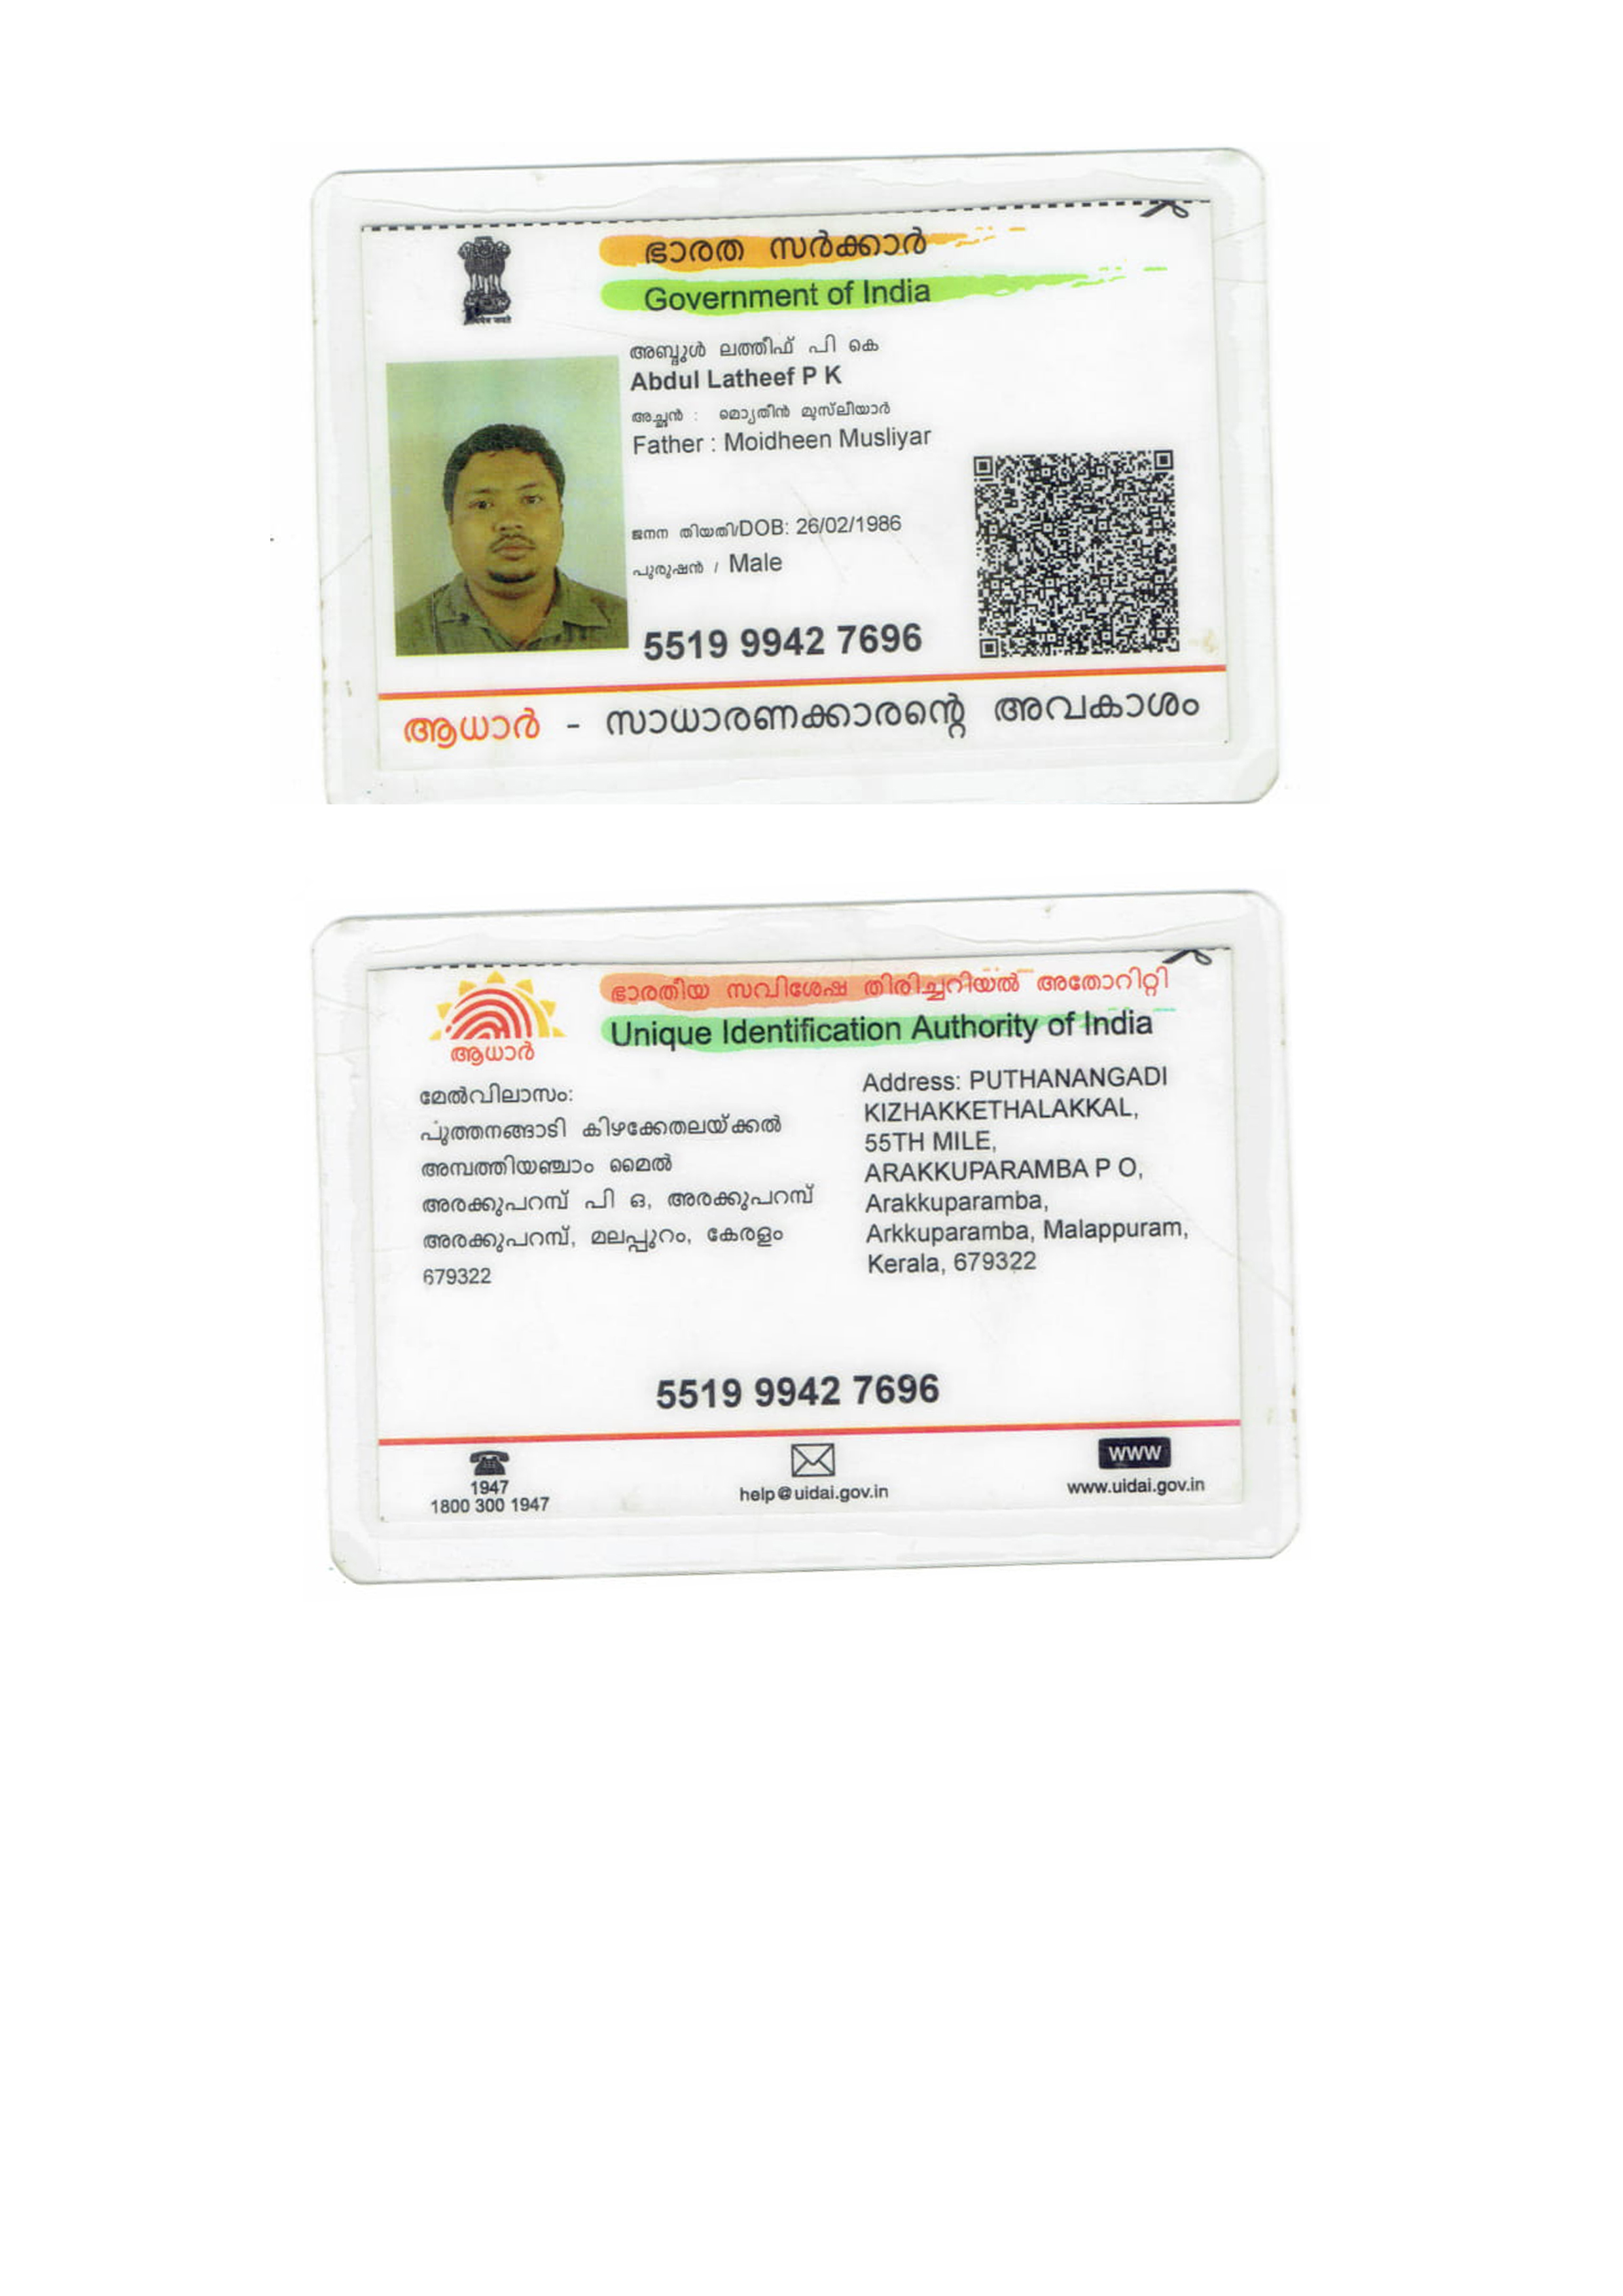 ഭാരത സർക്കാർ
Government of India
അബ്ദുൾ ലത്തീഫ് പി കെ
Abdul Latheef P K
അച്ഛൻ : മൊയ്തീൻ മുസ്‌ലീയാർ
Father : Moidheen Musliyar
ജനന തിയതി/DOB: 26/02/1986
പുരുഷൻ / Male
5519 9942 7696
ആധാർ - സാധാരണക്കാരന്റെ അവകാശം
ഭാരതീയ സവിശേഷ തിരിച്ചറിയൽ അതോറിറ്റി
Unique Identification Authority of India
ആധാർ
മേൽവിലാസം:
പുത്തനങ്ങാടി കിഴക്കേതലയ്ക്കൽ
അമ്പത്തിയഞ്ചാം മൈൽ
അരക്കുപറമ്പ് പി ഒ, അരക്കുപറമ്പ്
അരക്കുപറമ്പ്, മലപ്പുറം, കേരളം
679322
Address: PUTHANANGADI
KIZHAKKETHALAKKAL,
55TH MILE,
ARAKKUPARAMBA P O,
Arakkuparamba,
Arkkuparamba, Malappuram,
Kerala, 679322
5519 9942 7696
1947
1800 300 1947
help@uidai.gov.in
www
www.uidai.gov.in